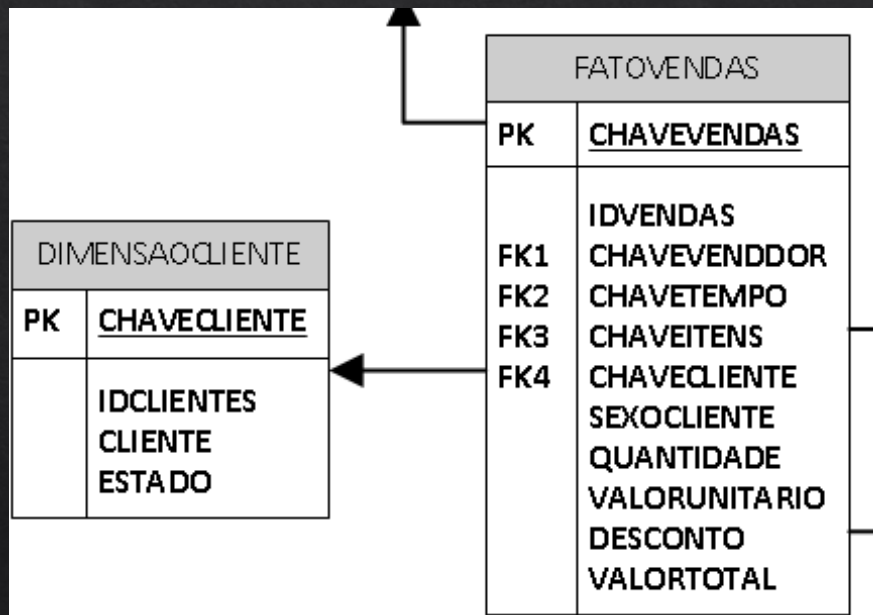 FATOVENDAS
PK CHAVEVENDAS
IDVENDAS
FK1 CHAVEVENDDOR
FK2 CHAVETEMPO
FK3 CHAVEITENS
FK4 CHAVECLIENTE
SEXOCLIENTE
QUANTIDADE
VALORUNITARIO
DESCONTO
VALORTOTAL
DIMENSAOCLIENTE
PK CHAVECLIENTE
IDCLIENTES
CLIENTE
ESTADO